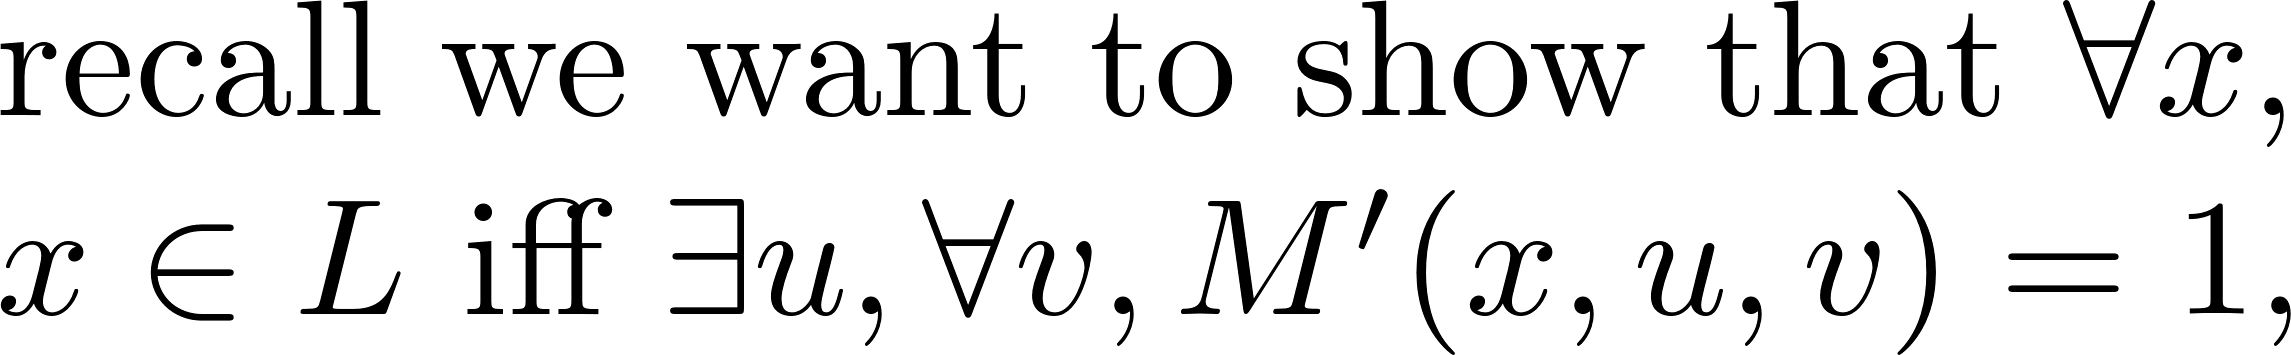 recall we want to show that ∀x,
x ∈ L iff ∃u, ∀v, M′(x, u, v) = 1,